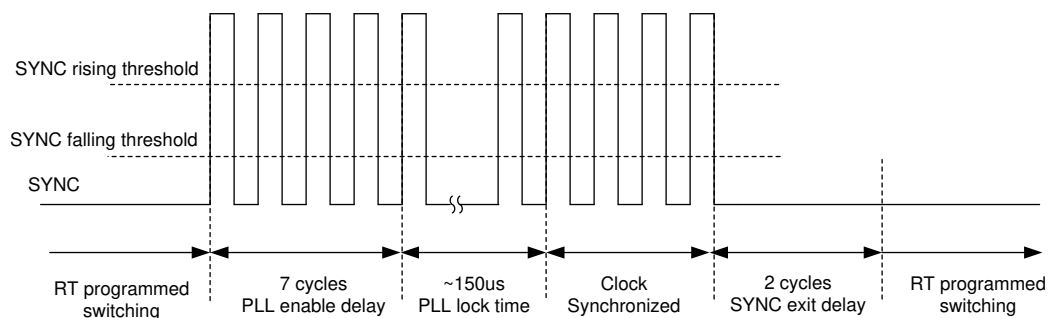 SYNC rising threshold
SYNC falling threshold
SYNC
RT programmed
switching
7 cycles
PLL enable delay
~150us
PLL lock time
Clock
Synchronized
2 cycles
SYNC exit delay
RT programmed
switching